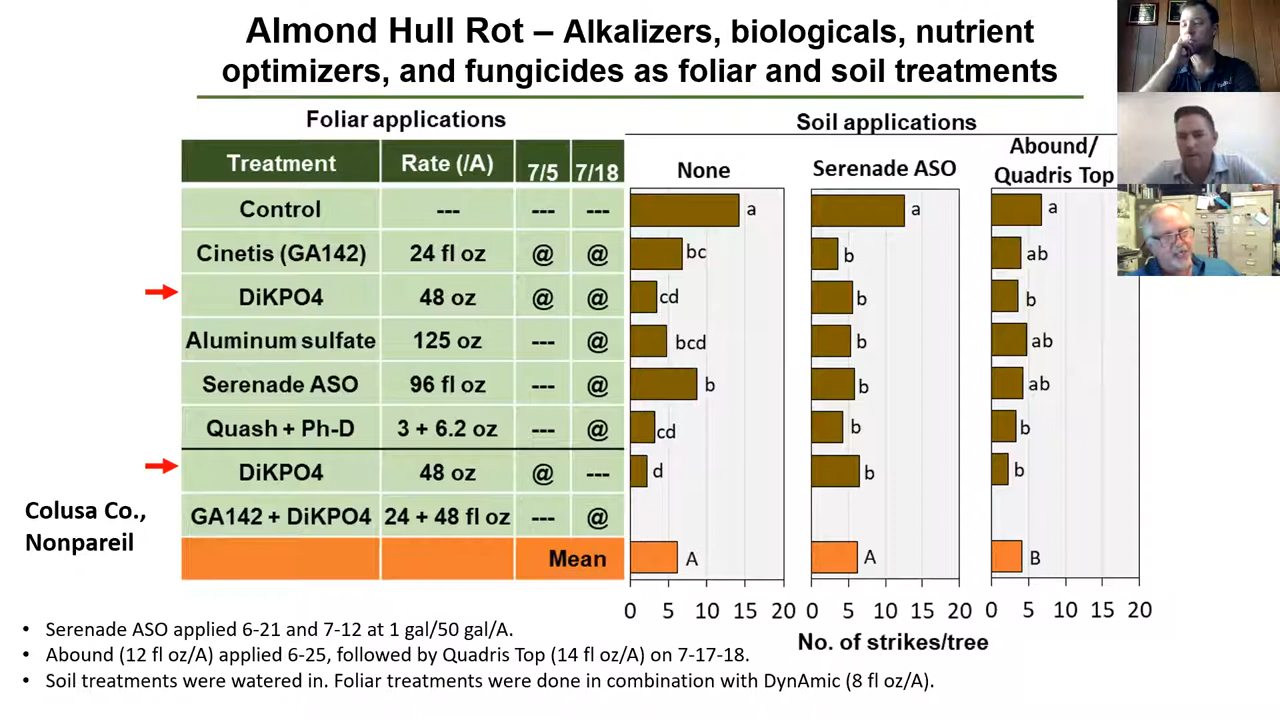 Almond Hull Rot – Alkalizers, biologicals, nutrient
optimizers, and fungicides as foliar and soil treatments
Foliar applications
Soil applications
Treatment Rate (/A) 7/5 7/18
None
Serenade ASO
Abound/
Quadris Top
Control --- --- --- a a a
Cinetis (GA142) 24 fl oz @ @ bc b ab
DiKPO4 48 oz @ @ cd b b
Aluminum sulfate 125 oz --- @ bcd b ab
Serenade ASO 96 fl oz --- @ b b ab
Quash + Ph-D 3 + 6.2 oz --- @ cd b b
DiKPO4 48 oz @ --- d b b
GA142 + DiKPO4 24 + 48 fl oz --- @
Mean A A B
Colusa Co.,
Nonpareil
0 5 10 15 20 0 5 10 15 20 0 5 10 15 20
No. of strikes/tree
• Serenade ASO applied 6-21 and 7-12 at 1 gal/50 gal/A.
• Abound (12 fl oz/A) applied 6-25, followed by Quadris Top (14 fl oz/A) on 7-17-18.
• Soil treatments were watered in. Foliar treatments were done in combination with DynAmic (8 fl oz/A).